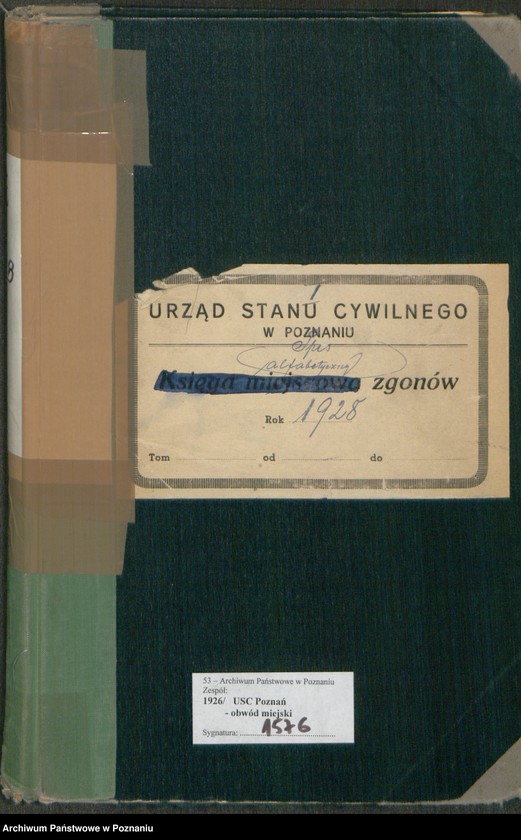 8
I
URZĄD STANU CYWILNEGO
W POZNANIU
Spis
(alfabetyczny)
Księga miejscowa zgonów
Rok 1928
Tom od do
53 – Archiwum Państwowe w Poznaniu
Zespół:
1926/ USC Poznań
- obwód miejski
Sygnatura: 1576
Archiwum Państwowe w Poznaniu